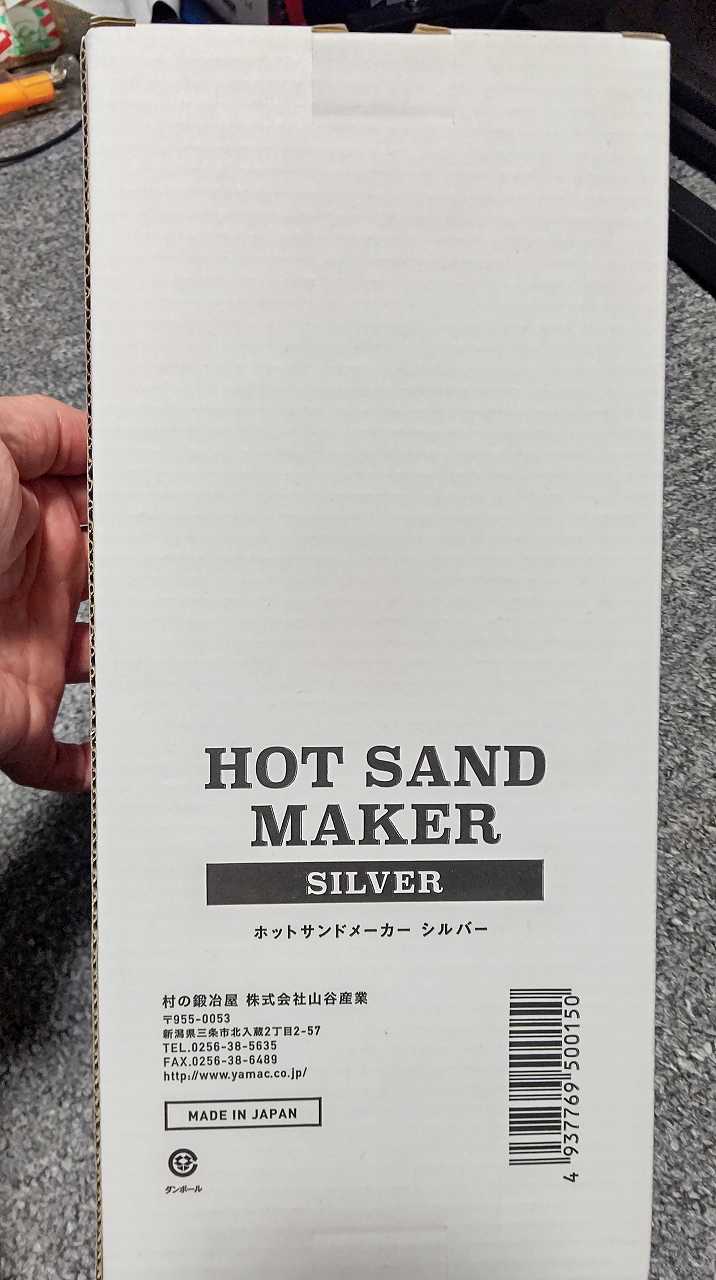 HOT SAND
MAKER
SILVER
ホットサンドメーカー シルバー
村の鍛冶屋 株式会社山谷産業
〒955-0053
新潟県三条市北入蔵2丁目2-57
TEL.0256-38-5635
FAX.0256-38-6489
http://www.yamac.co.jp/
MADE IN JAPAN
ダンボール
4 937769 500150